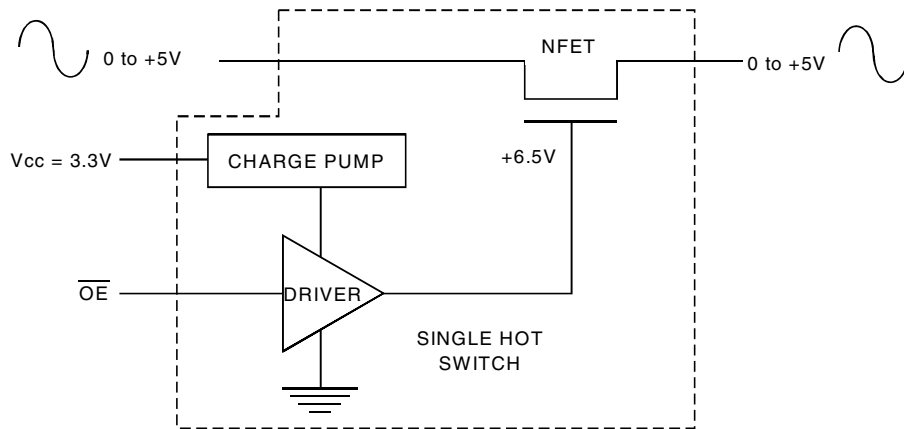 NFET
0 to +5V
0 to +5V
Vcc = 3.3V
CHARGE PUMP
+6.5V
OE
DRIVER
SINGLE HOT
SWITCH